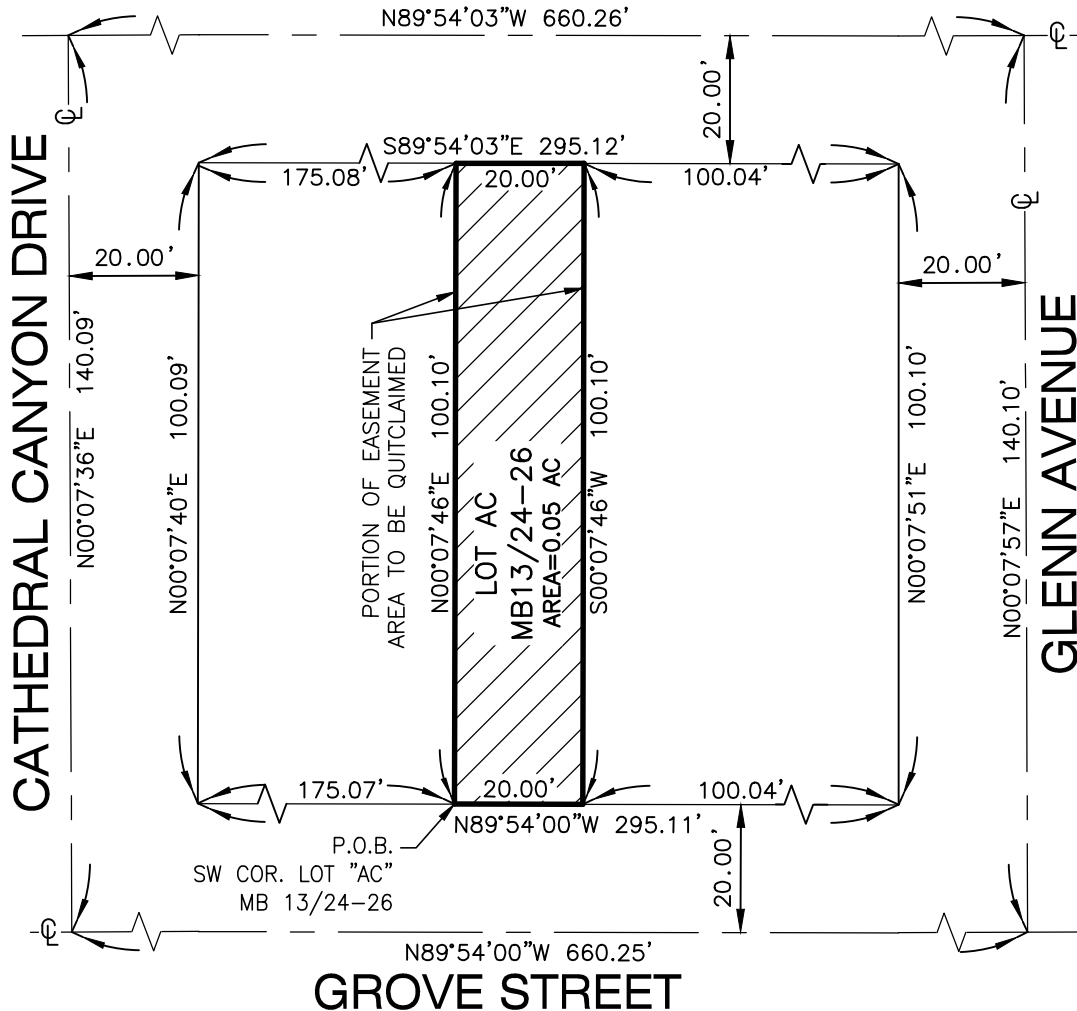 N89°54'03"W 660.26'
℄
℄
20.00'
S89°54'03"E 295.12'
175.08'
20.00'
100.04'
℄
20.00'
20.00'
CATHEDRAL CANYON DRIVE
N00°07'36"E 140.09'
N00°07'40"E 100.09'
PORTION OF EASEMENT
AREA TO BE QUITCLAIMED
N00°07'46"E 100.10'
LOT AC
MB13/24-26
AREA=0.05 AC
S00°07'46"W 100.10'
N00°07'51"E 100.10'
N00°07'57"E 140.10'
GLENN AVENUE
175.07'
20.00'
100.04'
N89°54'00"W 295.11'
P.O.B.
SW COR. LOT "AC"
MB 13/24-26
20.00'
℄
N89°54'00"W 660.25'
GROVE STREET